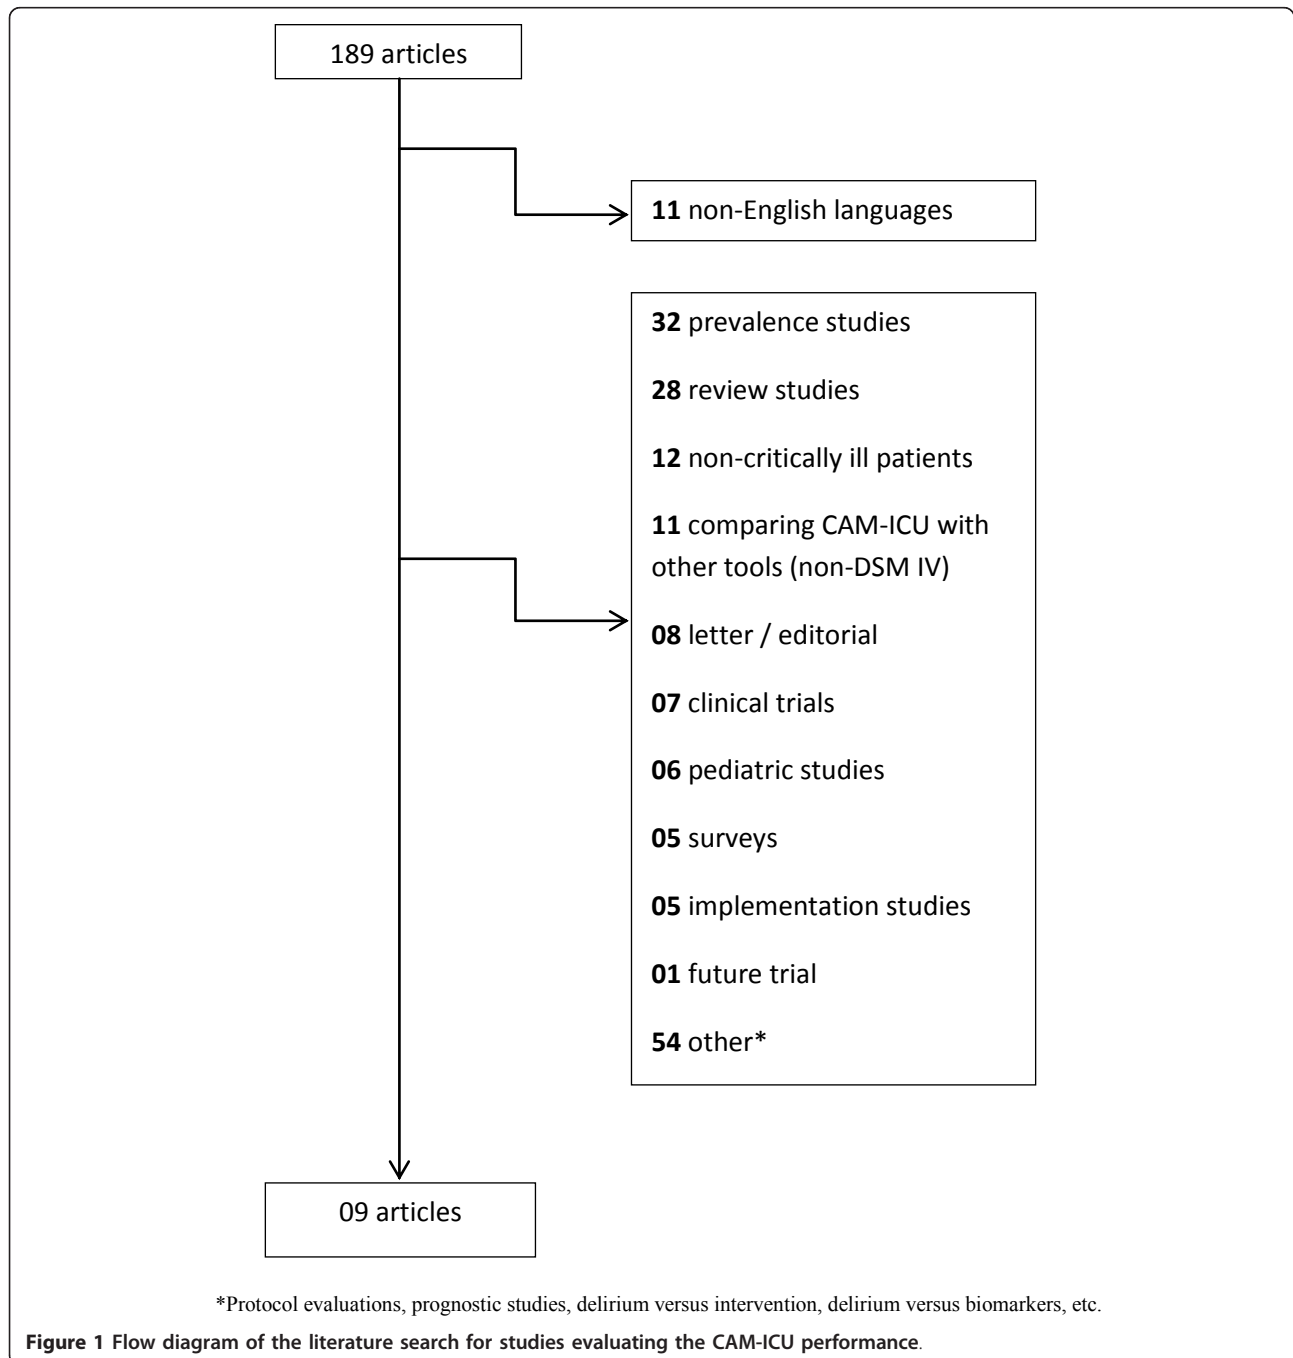 189 articles
11 non-English languages
32 prevalence studies
28 review studies
12 non-critically ill patients
11 comparing CAM-ICU with
other tools (non-DSM IV)
08 letter / editorial
07 clinical trials
06 pediatric studies
05 surveys
05 implementation studies
01 future trial
54 other*
09 articles
*Protocol evaluations, prognostic studies, delirium versus intervention, delirium versus biomarkers, etc.
Figure 1 Flow diagram of the literature search for studies evaluating the CAM-ICU performance.